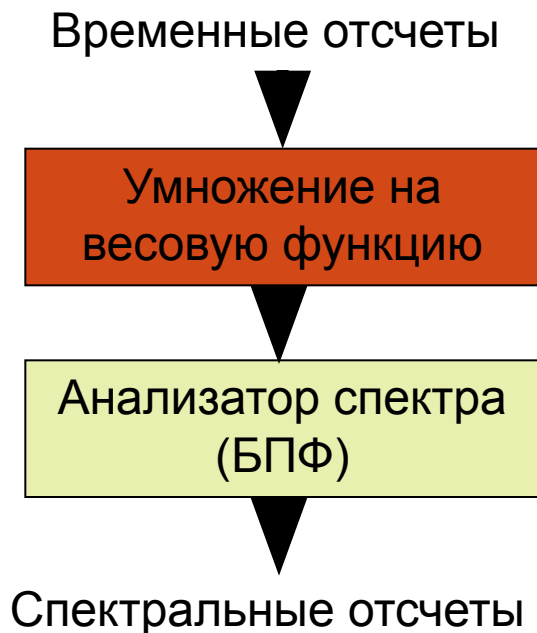 Временные отсчеты
Умножение на
весовую функцию
Анализатор спектра
(БПФ)
Спектральные отсчеты